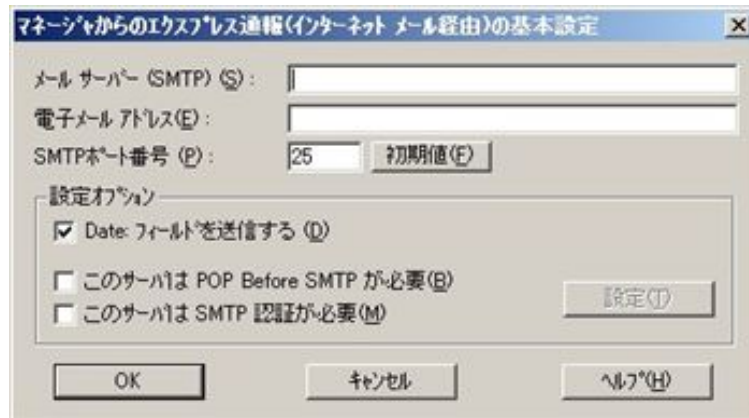 マネージャからのエクスプレス通報(インターネット メール経由)の基本設定
メール サーバー (SMTP) (S) :
電子メール アドレス(E) :
SMTPポート番号 (P) : 25 初期値(F)
設定オプション
Date: フィールドを送信する (D)
このサーバは POP Before SMTP が必要(B)
このサーバは SMTP 認証が必要(M)
設定(T)
OK キャンセル ヘルプ(H)